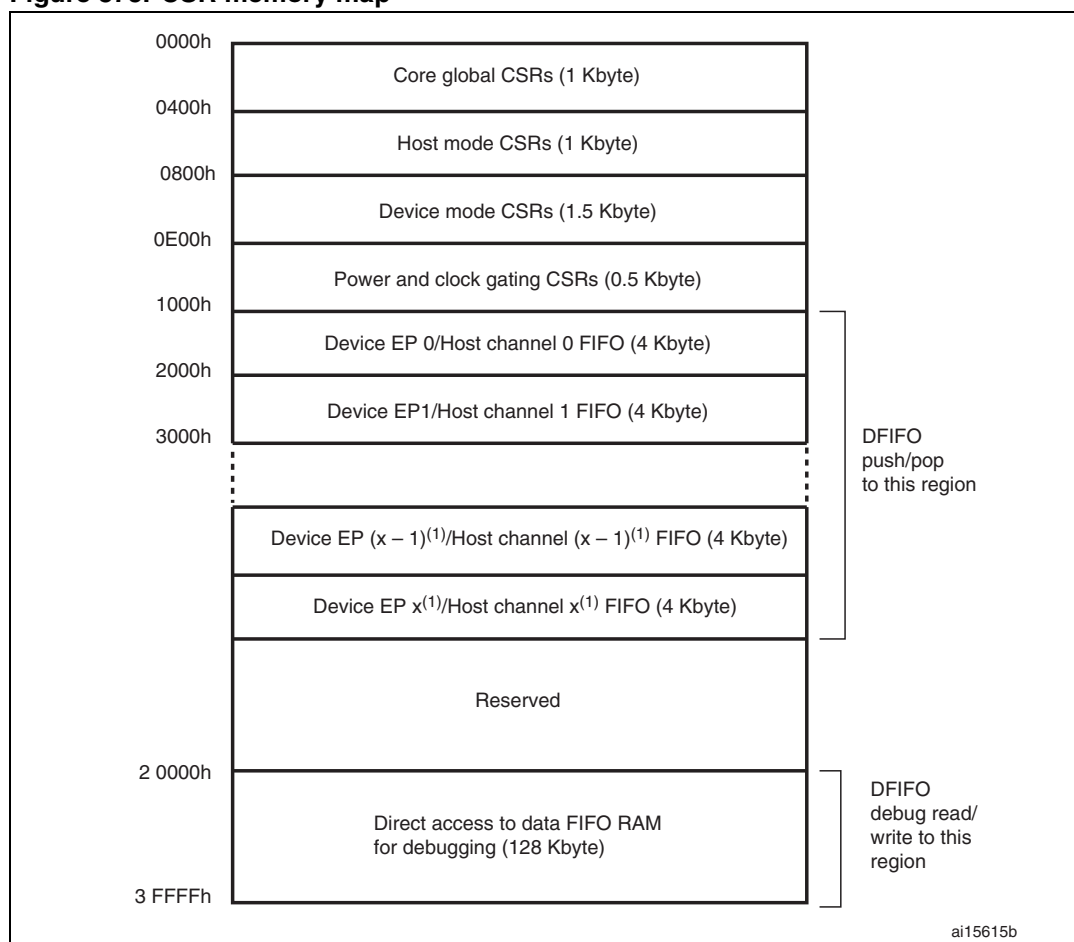 0000h
Core global CSRs (1 Kbyte)
0400h
Host mode CSRs (1 Kbyte)
0800h
Device mode CSRs (1.5 Kbyte)
0E00h
Power and clock gating CSRs (0.5 Kbyte)
1000h
Device EP 0/Host channel 0 FIFO (4 Kbyte)
2000h
Device EP1/Host channel 1 FIFO (4 Kbyte)
3000h
DFIFO
push/pop
to this region
Device EP (x – 1)(1)/Host channel (x – 1)(1) FIFO (4 Kbyte)
Device EP x(1)/Host channel x(1) FIFO (4 Kbyte)
Reserved
2 0000h
Direct access to data FIFO RAM
for debugging (128 Kbyte)
DFIFO
debug read/
write to this
region
3 FFFFh
ai15615b